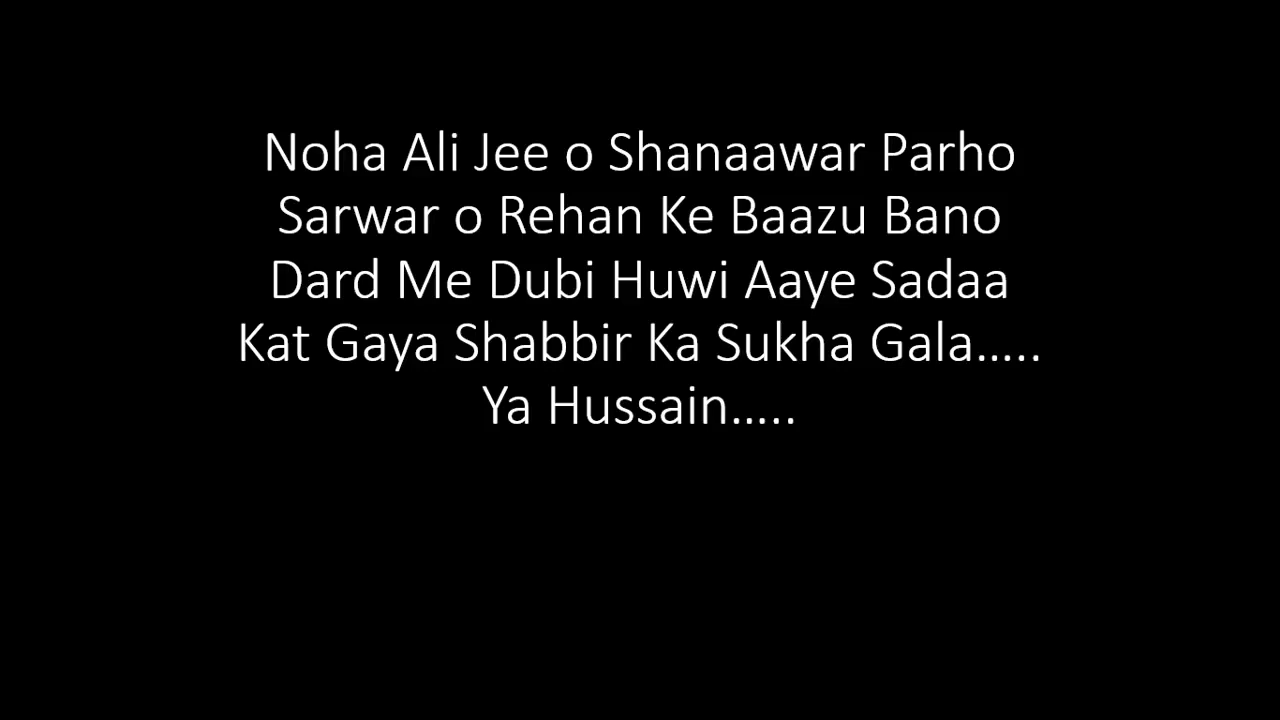 Noha Ali Jee o Shanaawar Parho
Sarwar o Rehan Ke Baazu Bano
Dard Me Dubi Huwi Aaye Sadaa
Kat Gaya Shabbir Ka Sukha Gala.....
Ya Hussain.....